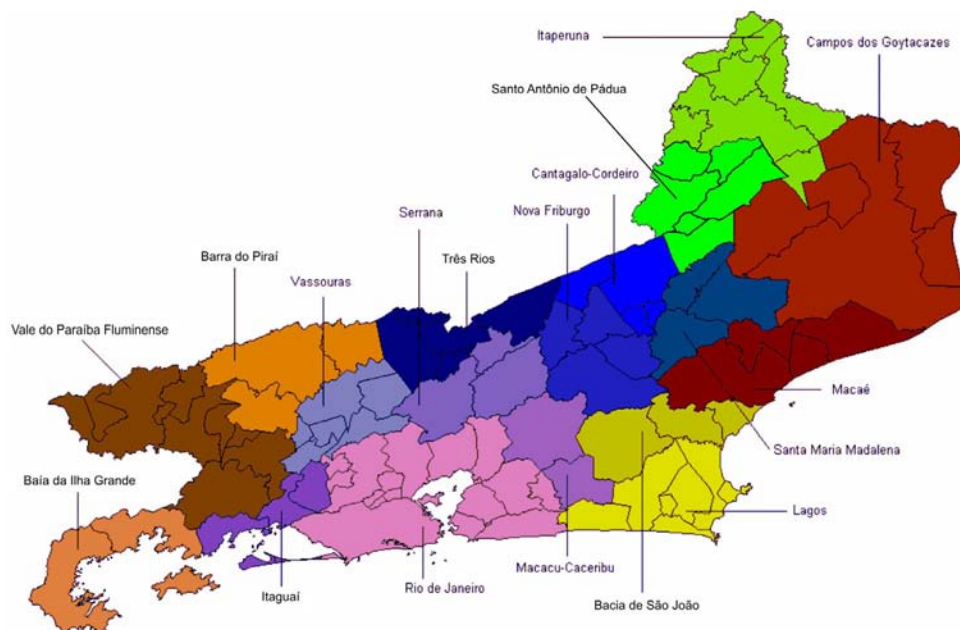 Itaperuna
Campos dos Goytacazes
Santo Antônio de Pádua
Cantagalo-Cordeiro
Nova Friburgo
Serrana
Três Rios
Barra do Piraí
Vassouras
Vale do Paraíba Fluminense
Macaé
Santa Maria Madalena
Baía da Ilha Grande
Lagos
Macacu-Caceribu
Rio de Janeiro
Itaguaí
Bacia de São João